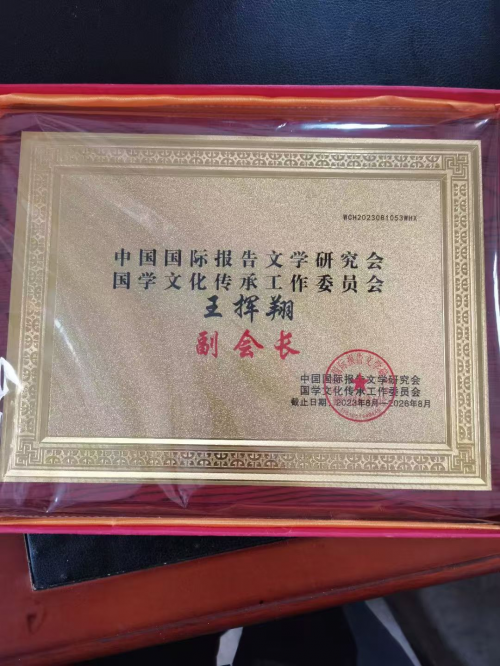 WCH2023081053WHX
中国国际报告文学研究会
国学文化传承工作委员会
王挥翔
副会长
中国国际报告文学研究会
国学文化传承工作委员会
截止日期：2023年8月—2026年8月